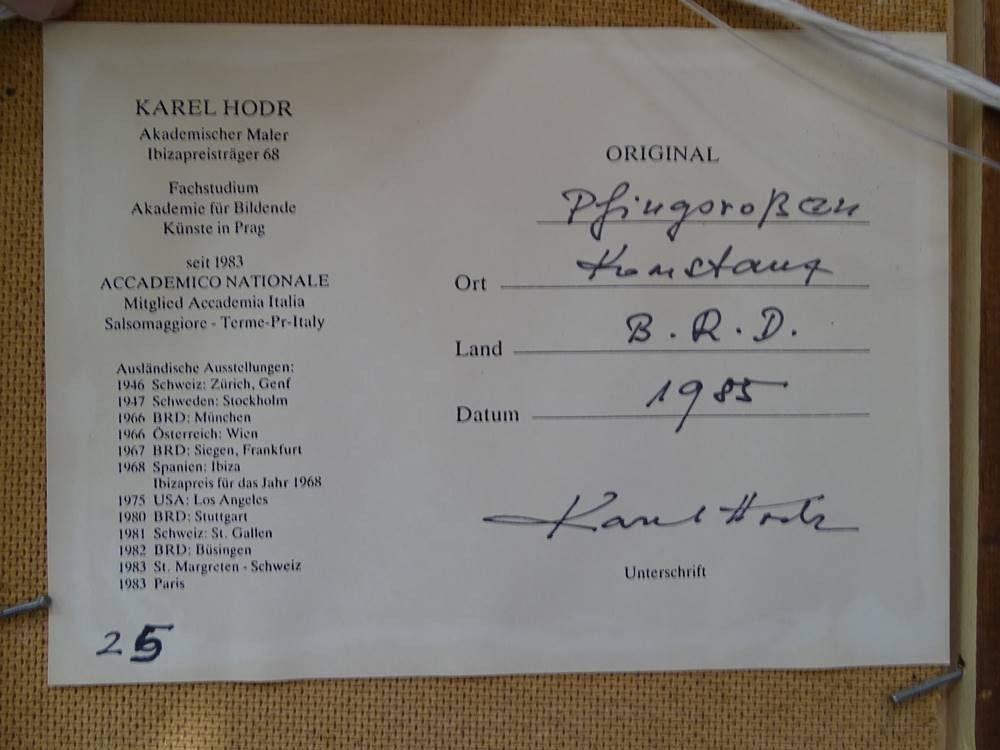 KAREL HODR
Akademischer Maler
Ibizapreisträger 68
Fachstudium
Akademie für Bildende
Künste in Prag
seit 1983
ACCADEMICO NATIONALE
Mitglied Accademia Italia
Salsomaggiore - Terme-Pr-Italy
Ausländische Ausstellungen:
1946 Schweiz: Zürich, Genf
1947 Schweden: Stockholm
1966 BRD: München
1966 Österreich: Wien
1967 BRD: Siegen, Frankfurt
1968 Spanien: Ibiza
Ibizapreis für das Jahr 1968
1975 USA: Los Angeles
1980 BRD: Stuttgart
1981 Schweiz: St. Gallen
1982 BRD: Büsingen
1983 St. Margreten - Schweiz
1983 Paris
25
ORIGINAL
Pfingsroßen
Ort Konstanz
Land B.R.D.
Datum 1985
Karel Hodr
Unterschrift